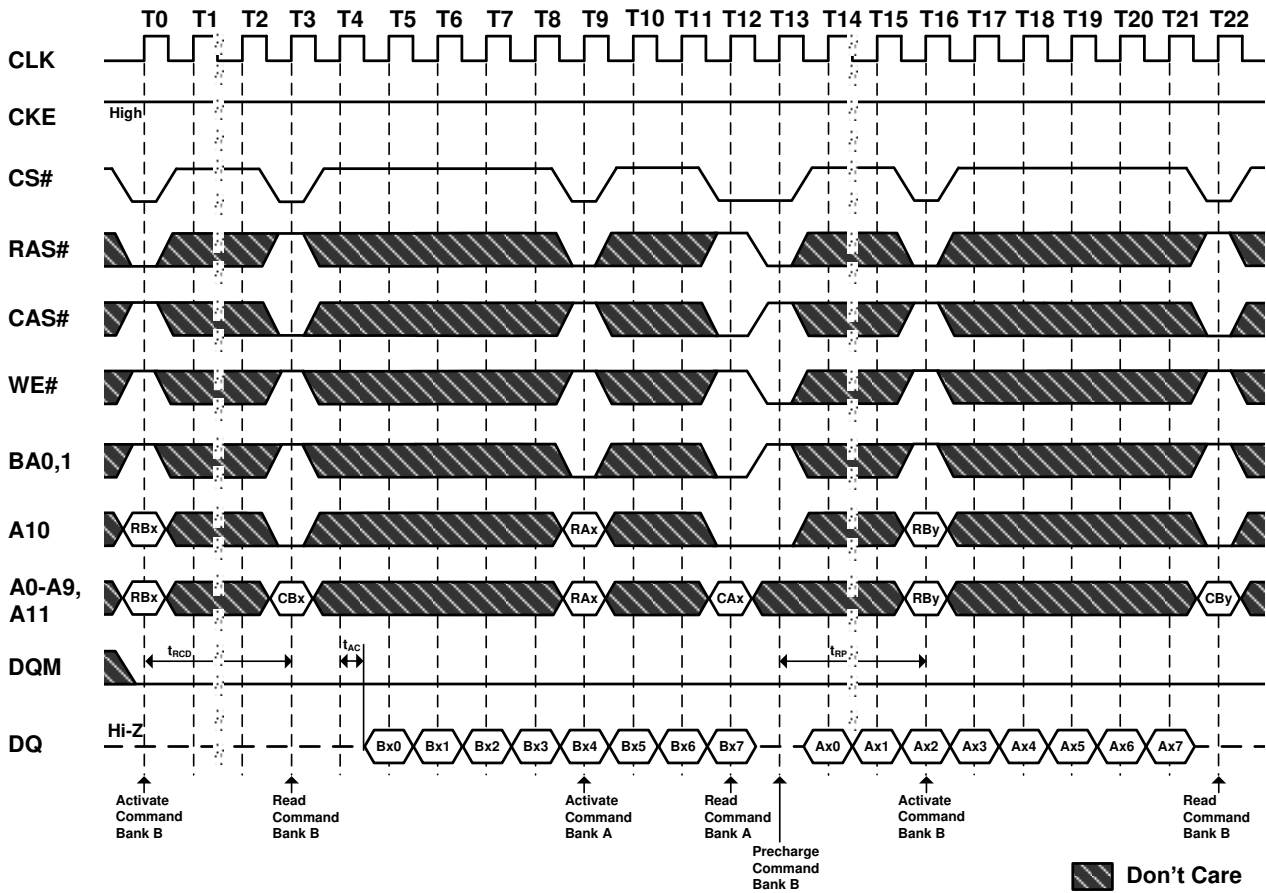 T0 T1 T2 T3 T4 T5 T6 T7 T8 T9 T10 T11 T12 T13 T14 T15 T16 T17 T18 T19 T20 T21 T22
CLK
CKE
High
CS#
RAS#
CAS#
WE#
BA0,1
A10
RBx RAx RBy
A0-A9,
A11
RBx CBx RAx CAx RBy CBy
DQM
tRCD tAC tRP
DQ
Hi-Z
Bx0 Bx1 Bx2 Bx3 Bx4 Bx5 Bx6 Bx7 Ax0 Ax1 Ax2 Ax3 Ax4 Ax5 Ax6 Ax7
Activate
Command
Bank B
Read
Command
Bank B
Activate
Command
Bank A
Read
Command
Bank A
Precharge
Command
Bank B
Activate
Command
Bank B
Read
Command
Bank B
Don't Care